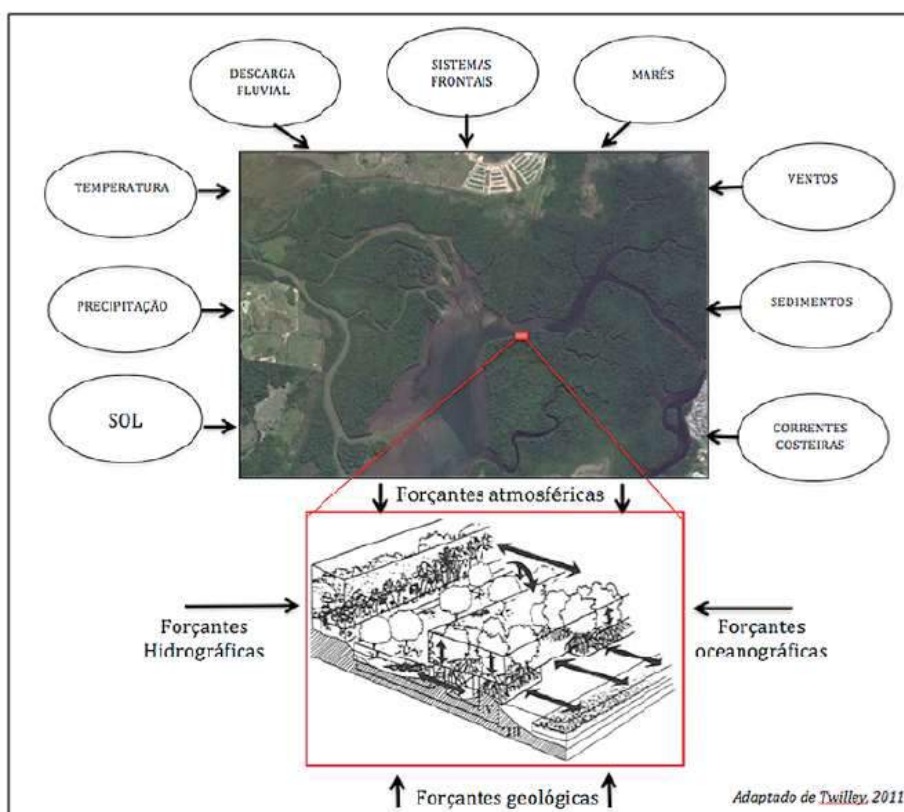 DESCARGA
FLUVIAL
SISTEMAS
FRONTAIS
MARÉS
TEMPERATURA
VENTOS
PRECIPITAÇÃO
SEDIMENTOS
SOL
CORRENTES
COSTEIRAS
Forçantes atmosféricas
Forçantes
Hidrográficas
Forçantes
oceanográficas
Forçantes geológicas
Adaptado de Twilley, 2011